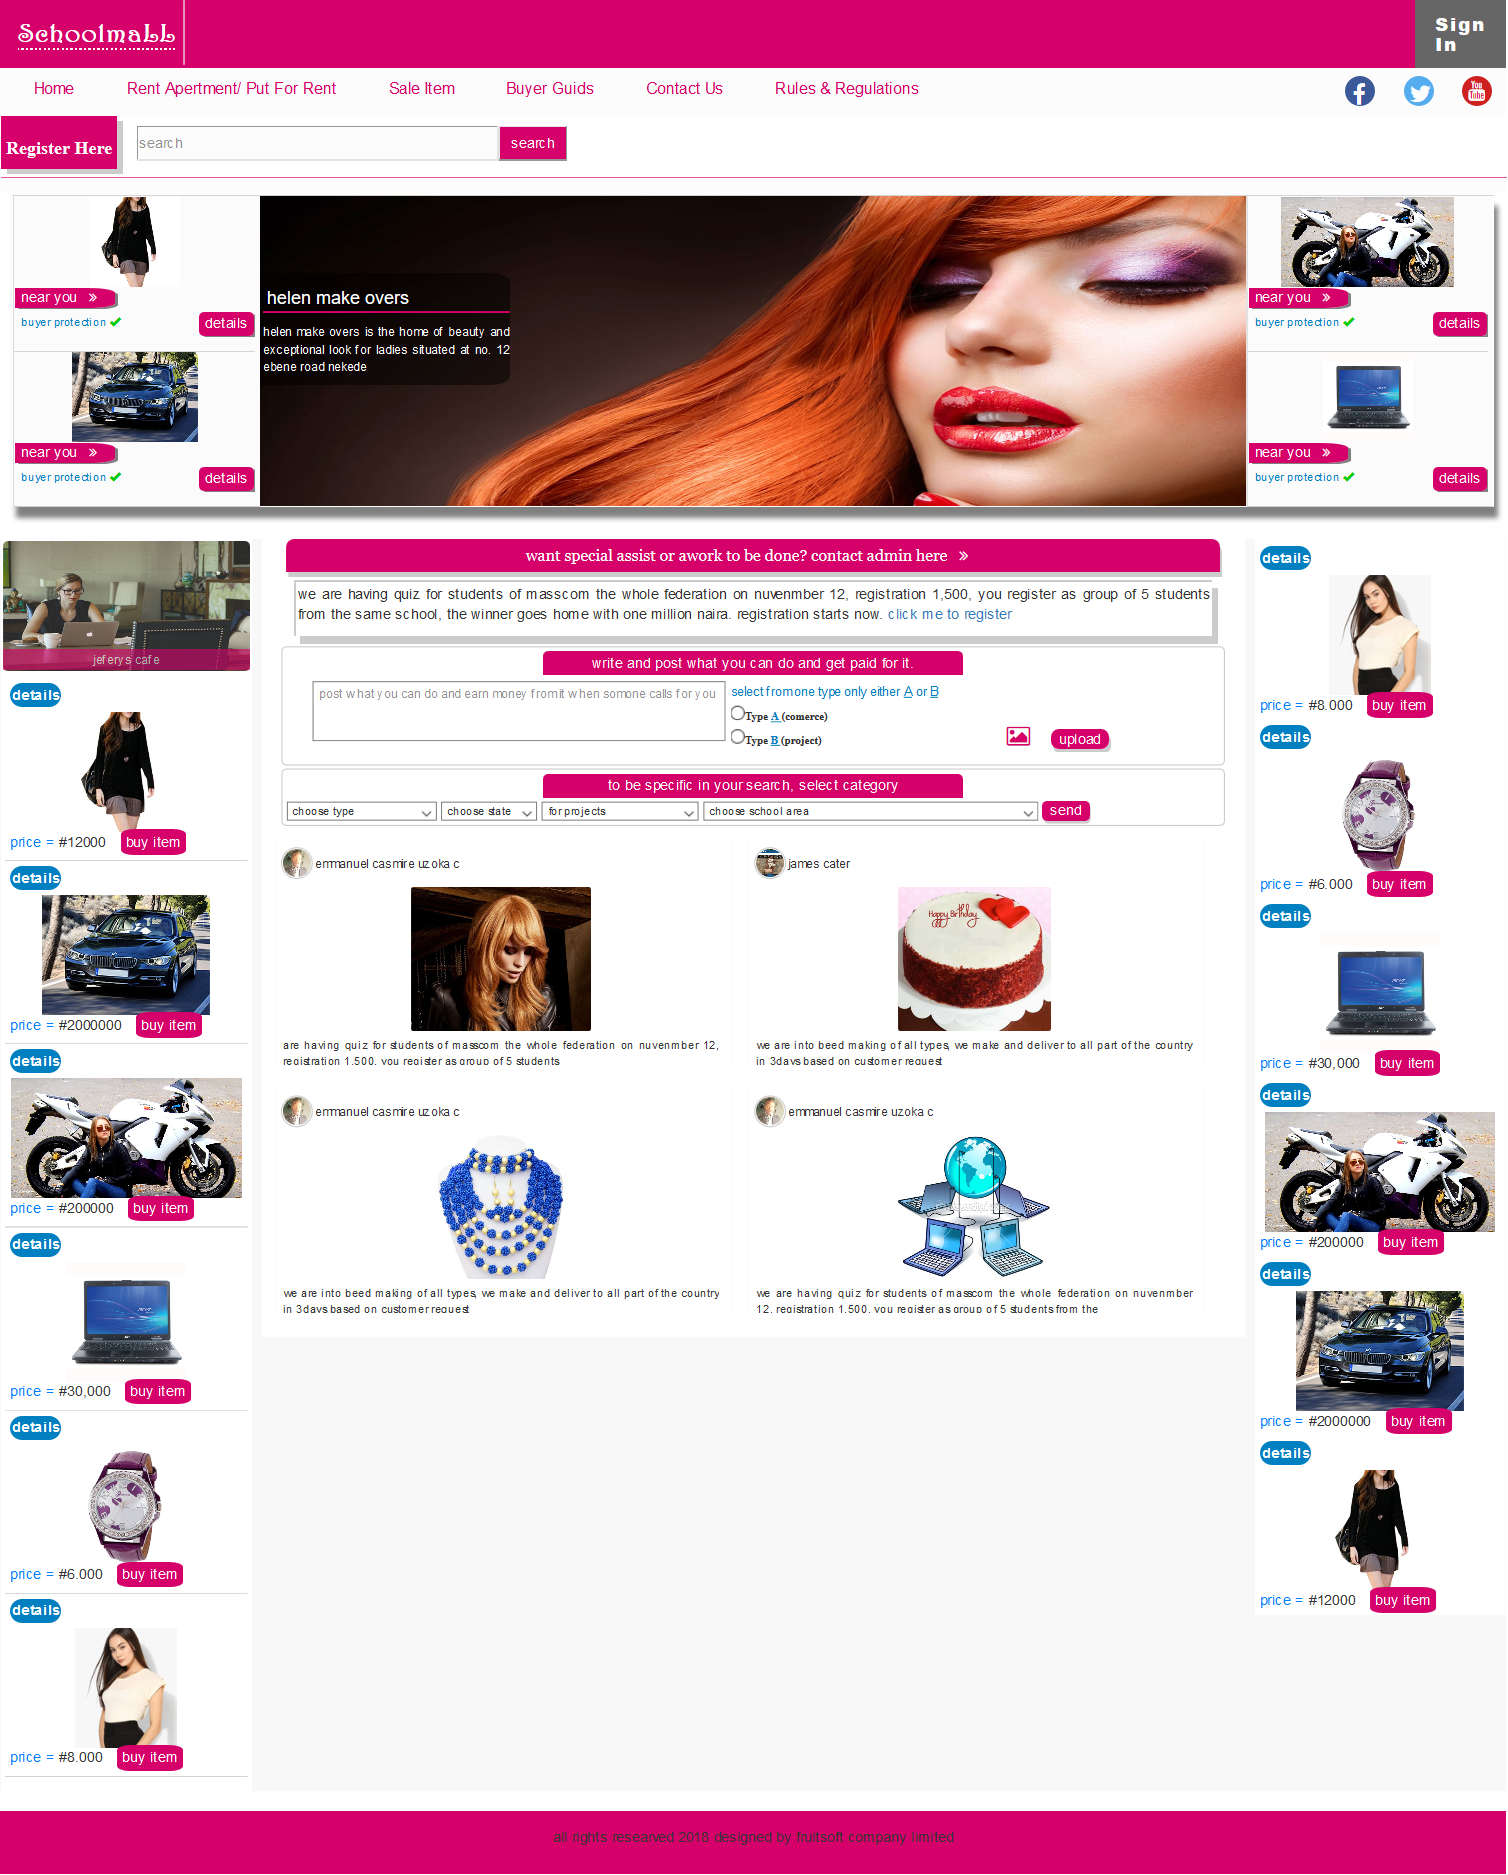 SchoolmaLL
Sign
In
Home
Rent Apertment/ Put For Rent
Sale Item
Buyer Guids
Contact Us
Rules & Regulations
You
Tube
Register Here
search
search
near you »
buyer protection
details
near you »
buyer protection
details
helen make overs
helen make overs is the home of beauty and
exceptional look for ladies situated at no. 12
ebene road nekede
near you »
buyer protection
details
near you »
buyer protection
details
jeferys cafe
details
price = #12000
buy item
details
price = #2000000
buy item
details
price = #200000
buy item
details
price = #30,000
buy item
details
price = #6.000
buy item
details
price = #8.000
buy item
want special assist or awork to be done? contact admin here »
we are having quiz for students of masscom the whole federation on nuvenmber 12, registration 1,500, you register as group of 5 students
from the same school, the winner goes home with one million naira. registration starts now. click me to register
write and post what you can do and get paid for it.
post what you can do and earn money from it when somone calls for you
select from one type only either A or B
Type A (comerce)
Type B (project)
upload
to be specific in your search, select category
choose type
choose state
for projects
choose school area
send
emmanuel casmire uzoka c
are having quiz for students of masscom the whole federation on nuvenmber 12,
registration 1,500, you register as group of 5 students
james cater
Happy Birthday
we are into beed making of all types, we make and deliver to all part of the country
in 3days based on customer request
emmanuel casmire uzoka c
we are into beed making of all types, we make and deliver to all part of the country
in 3days based on customer request
emmanuel casmire uzoka c
we are having quiz for students of masscom the whole federation on nuvenmber
12, registration 1,500, you register as group of 5 students from the
details
price = #8.000
buy item
details
price = #6.000
buy item
details
price = #30,000
buy item
details
price = #200000
buy item
details
price = #2000000
buy item
details
price = #12000
buy item
all rights researved 2018 designed by fruitsoft company limited